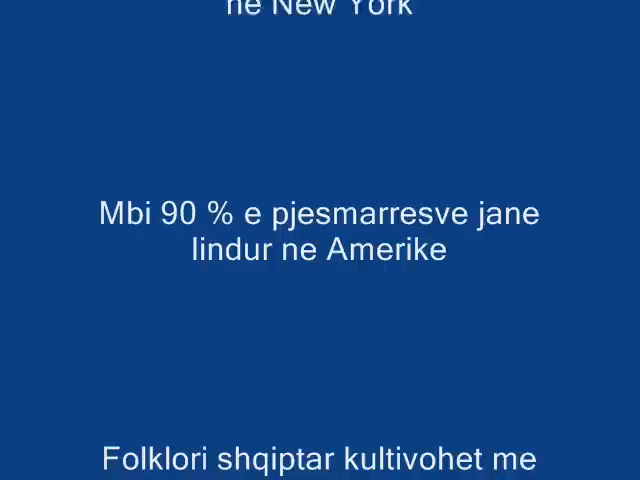 ne New York
Mbi 90 % e pjesmarresve jane
lindur ne Amerike
Folklori shqiptar kultivohet me